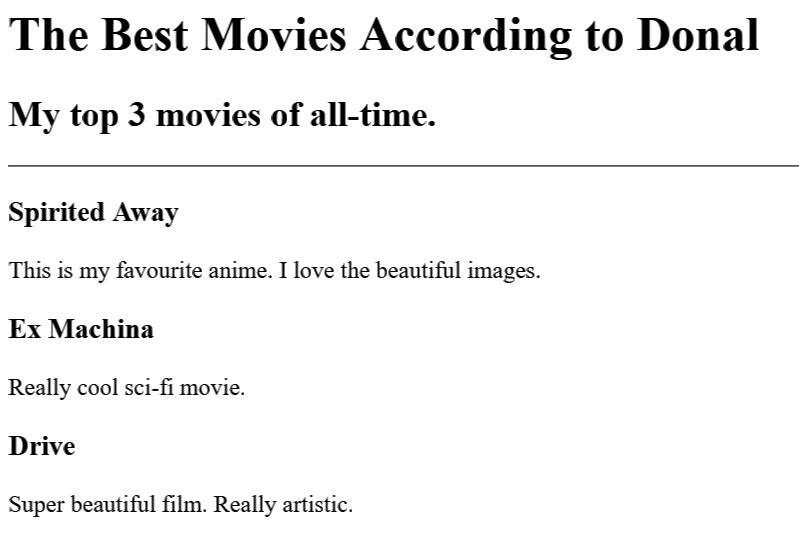 The Best Movies According to Donal
My top 3 movies of all-time.
Spirited Away
This is my favourite anime. I love the beautiful images.
Ex Machina
Really cool sci-fi movie.
Drive
Super beautiful film. Really artistic.